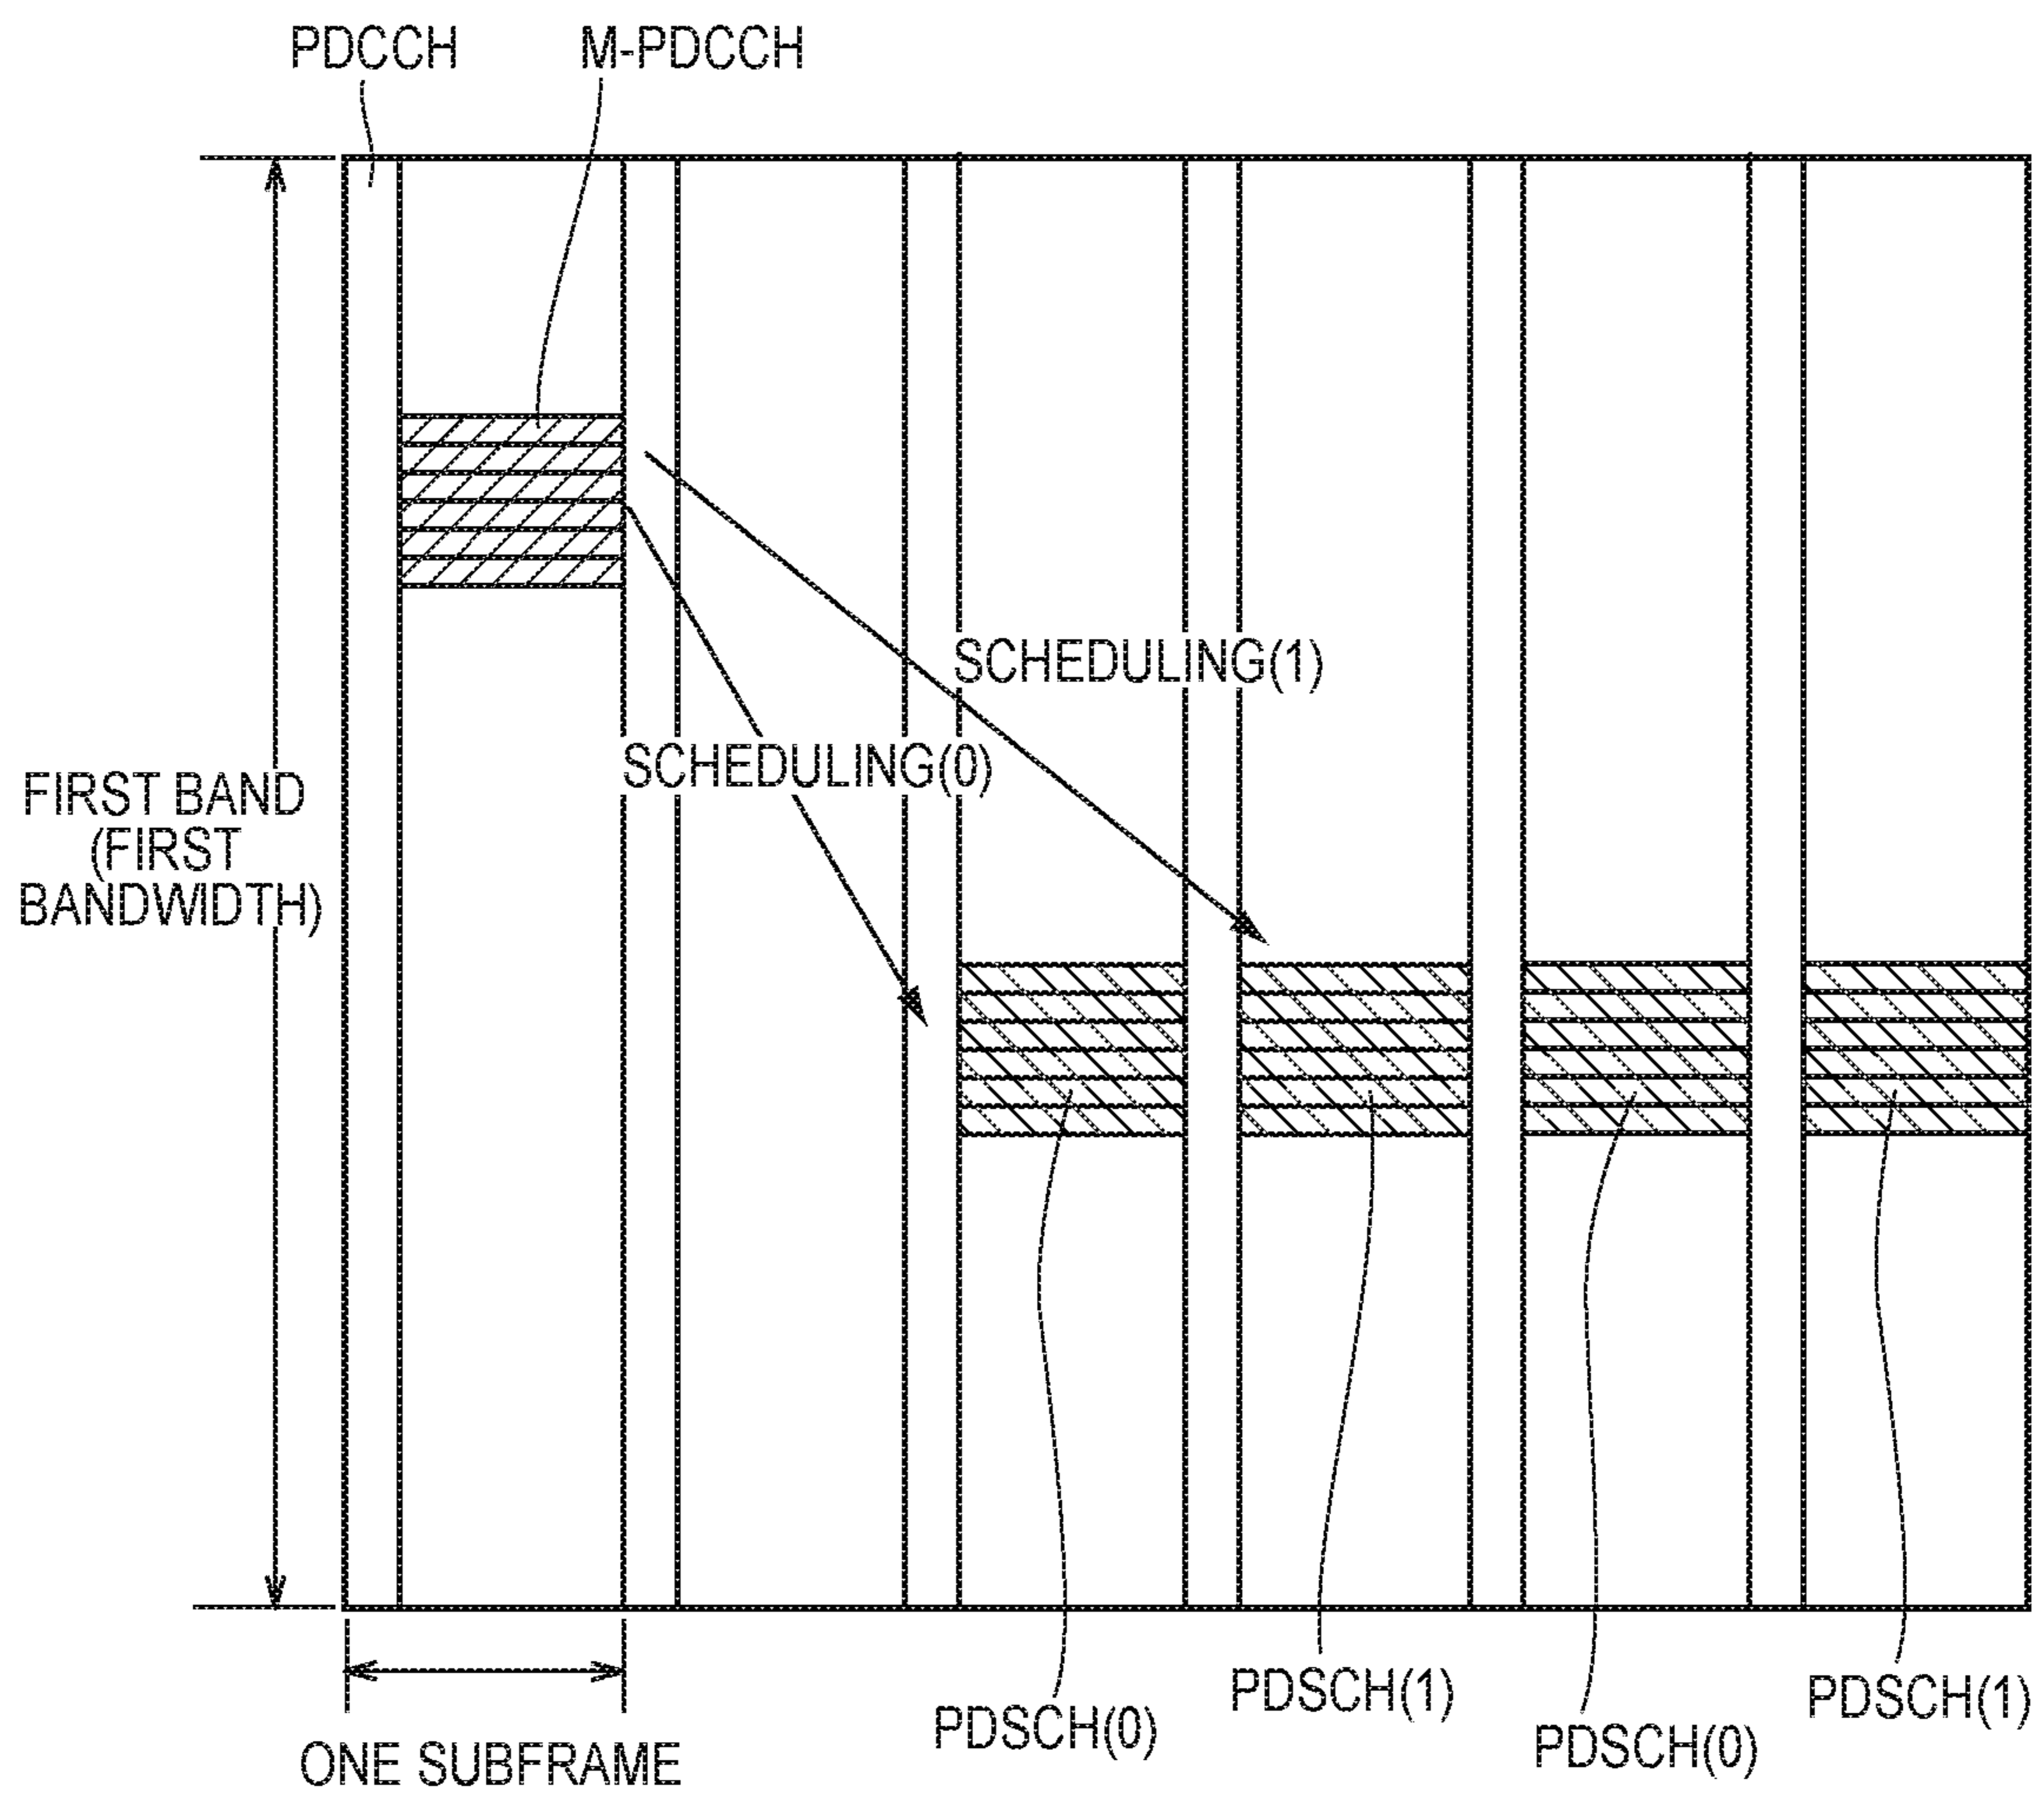 PDCCH
M-PDCCH
SCHEDULING(1)
SCHEDULING(0)
FIRST BAND
(FIRST
BANDWIDTH)
PDSCH(0)
PDSCH(1)
PDSCH(0)
PDSCH(1)
ONE SUBFRAME